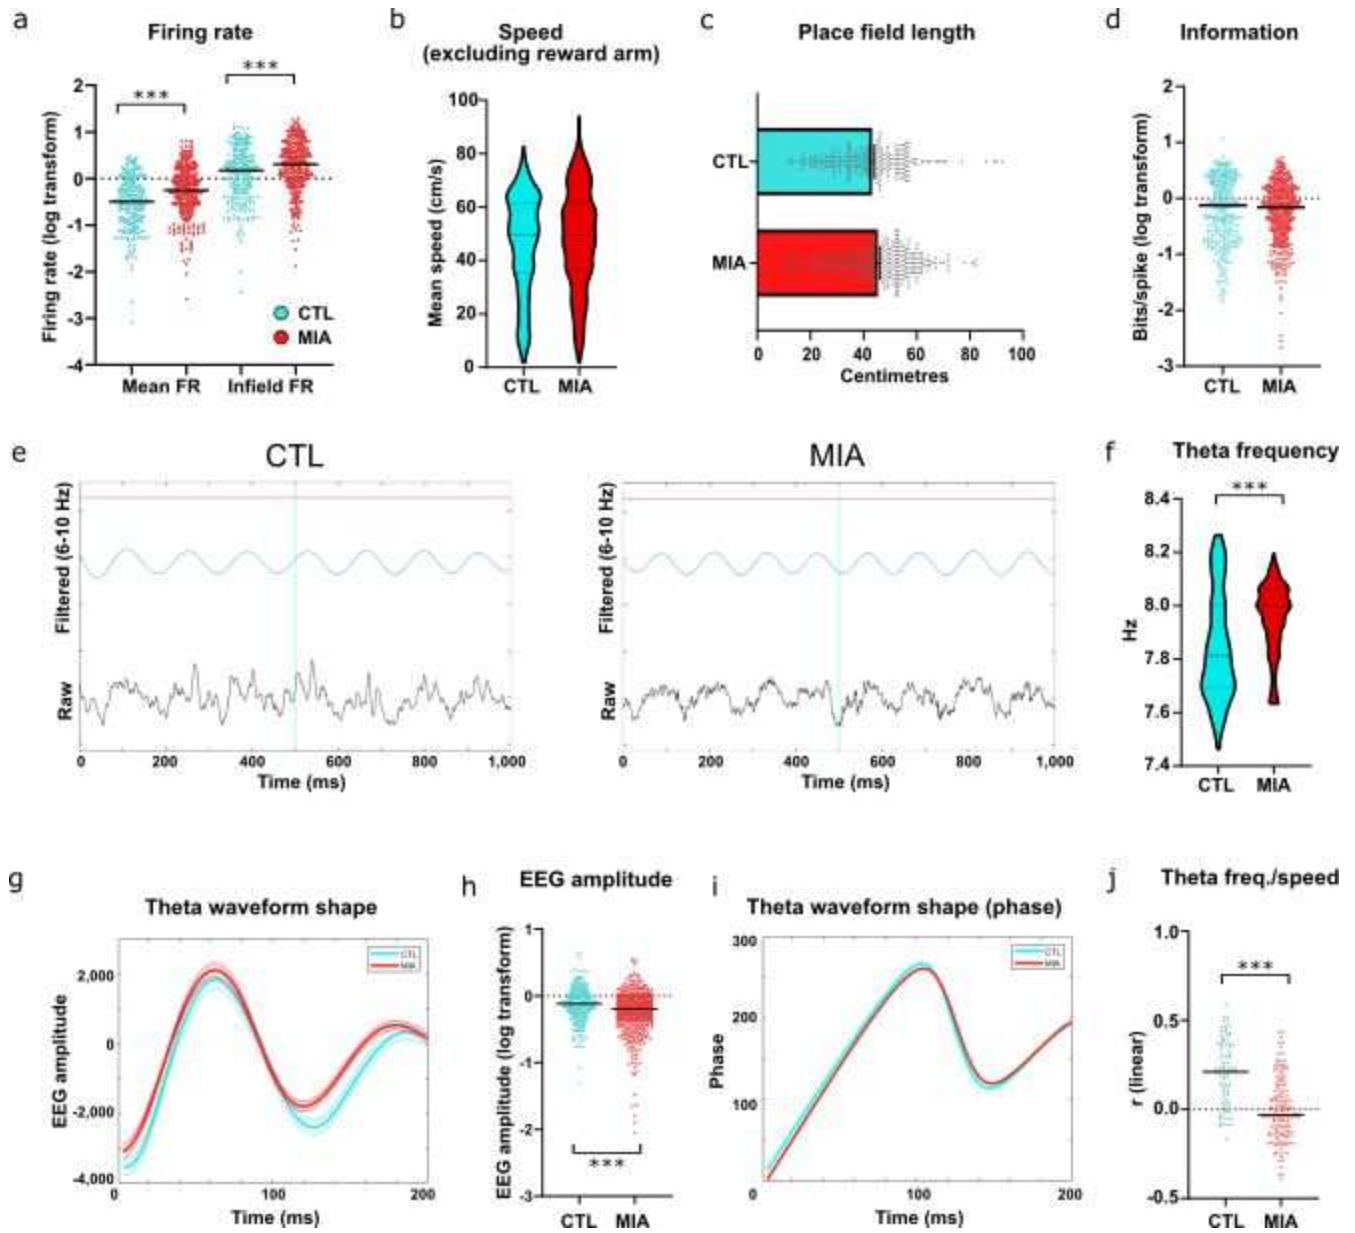 a
Firing rate
***
***
2
1
0
-1
-2
-3
-4
Firing rate (log transform)
CTL
MIA
Mean FR
Infield FR
b
Speed
(excluding reward arm)
100
80
60
40
20
0
Mean speed (cm/s)
CTL
MIA
c
Place field length
CTL
MIA
0
20
40
60
80
100
Centimetres
d
Information
2
1
0
-1
-2
-3
Bits/spike (log transform)
CTL
MIA
e
CTL
Filtered (6-10 Hz)
Raw
0
200
400
600
800
1,000
Time (ms)
MIA
Filtered (6-10 Hz)
Raw
0
200
400
600
800
1,000
Time (ms)
f
Theta frequency
***
8.4
8.2
8.0
7.8
7.6
7.4
Hz
CTL
MIA
g
Theta waveform shape
CTL
MIA
2,000
0
-2,000
-4,000
EEG amplitude
0
100
200
Time (ms)
h
EEG amplitude
1
0
-1
-2
-3
EEG amplitude (log transform)
***
CTL
MIA
i
Theta waveform shape (phase)
CTL
MIA
300
200
100
Phase
0
100
200
Time (ms)
j
Theta freq./speed
***
1.0
0.5
0.0
-0.5
r (linear)
CTL
MIA